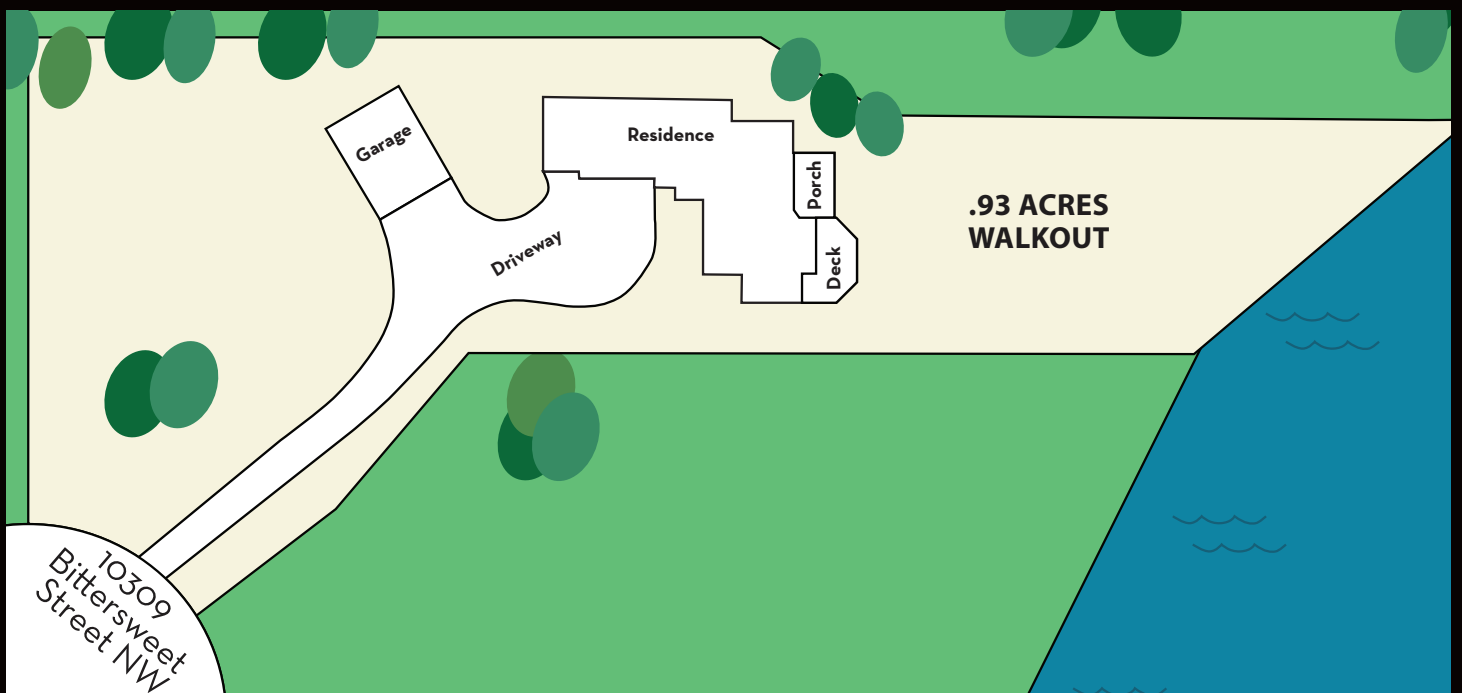 Garage
Residence
Porch
Driveway
Deck
.93 ACRES
WALKOUT
10309
Bittersweet
Street NW